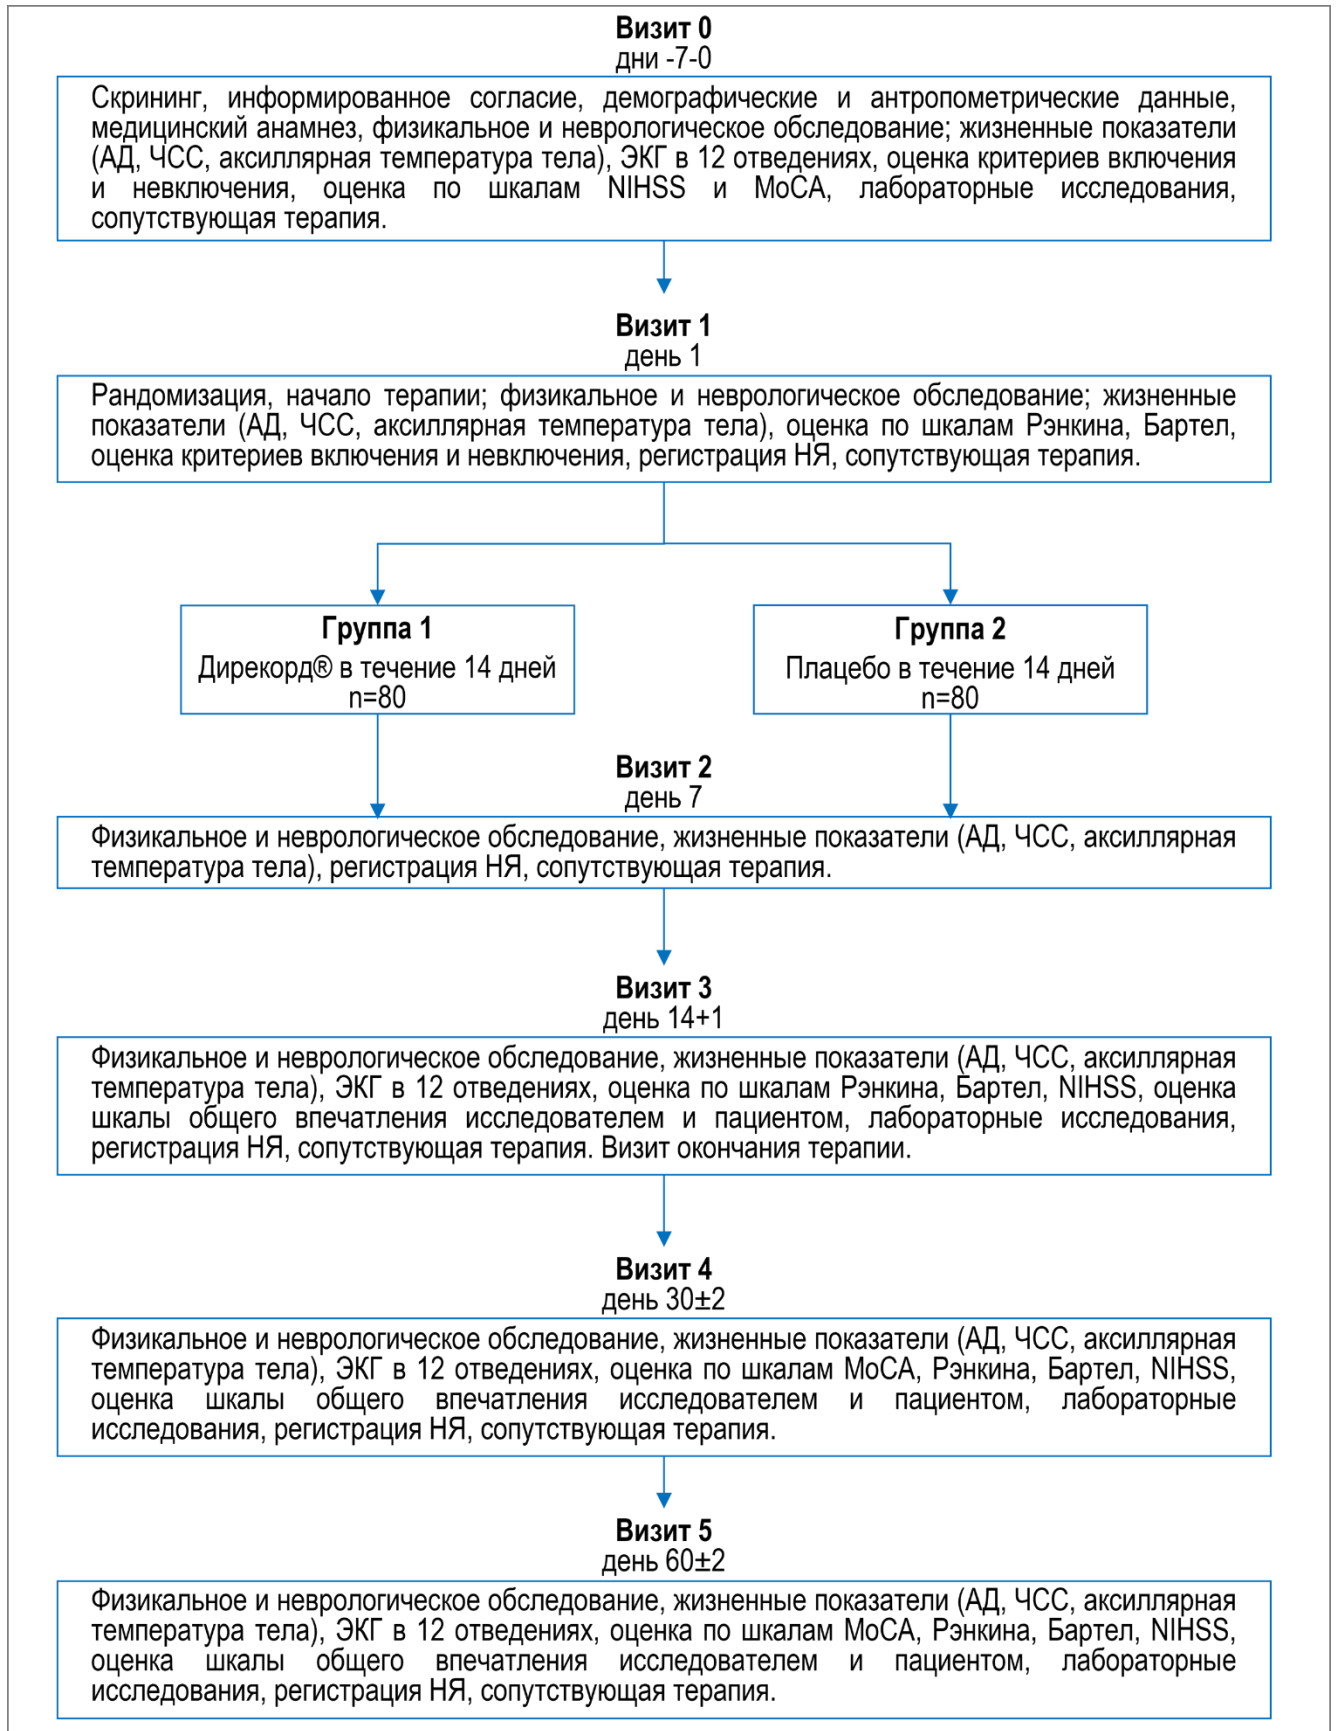 Визит 0
дни -7-0
Скрининг, информированное согласие, демографические и антропометрические данные,
медицинский анамнез, физикальное и неврологическое обследование; жизненные показатели
(АД, ЧСС, аксиллярная температура тела), ЭКГ в 12 отведениях, оценка критериев включения
и невключения, оценка по шкалам NIHSS и MoCA, лабораторные исследования,
сопутствующая терапия.
Визит 1
день 1
Рандомизация, начало терапии; физикальное и неврологическое обследование; жизненные
показатели (АД, ЧСС, аксиллярная температура тела), оценка по шкалам Рэнкина, Бартел,
оценка критериев включения и невключения, регистрация НЯ, сопутствующая терапия.
Группа 1
Дирекорд® в течение 14 дней
n=80
Группа 2
Плацебо в течение 14 дней
n=80
Визит 2
день 7
Физикальное и неврологическое обследование, жизненные показатели (АД, ЧСС, аксиллярная
температура тела), регистрация НЯ, сопутствующая терапия.
Визит 3
день 14+1
Физикальное и неврологическое обследование, жизненные показатели (АД, ЧСС, аксиллярная
температура тела), ЭКГ в 12 отведениях, оценка по шкалам Рэнкина, Бартел, NIHSS, оценка
шкалы общего впечатления исследователем и пациентом, лабораторные исследования,
регистрация НЯ, сопутствующая терапия. Визит окончания терапии.
Визит 4
день 30±2
Физикальное и неврологическое обследование, жизненные показатели (АД, ЧСС, аксиллярная
температура тела), ЭКГ в 12 отведениях, оценка по шкалам MoCA, Рэнкина, Бартел, NIHSS,
оценка шкалы общего впечатления исследователем и пациентом, лабораторные
исследования, регистрация НЯ, сопутствующая терапия.
Визит 5
день 60±2
Физикальное и неврологическое обследование, жизненные показатели (АД, ЧСС, аксиллярная
температура тела), ЭКГ в 12 отведениях, оценка по шкалам MoCA, Рэнкина, Бартел, NIHSS,
оценка шкалы общего впечатления исследователем и пациентом, лабораторные
исследования, регистрация НЯ, сопутствующая терапия.